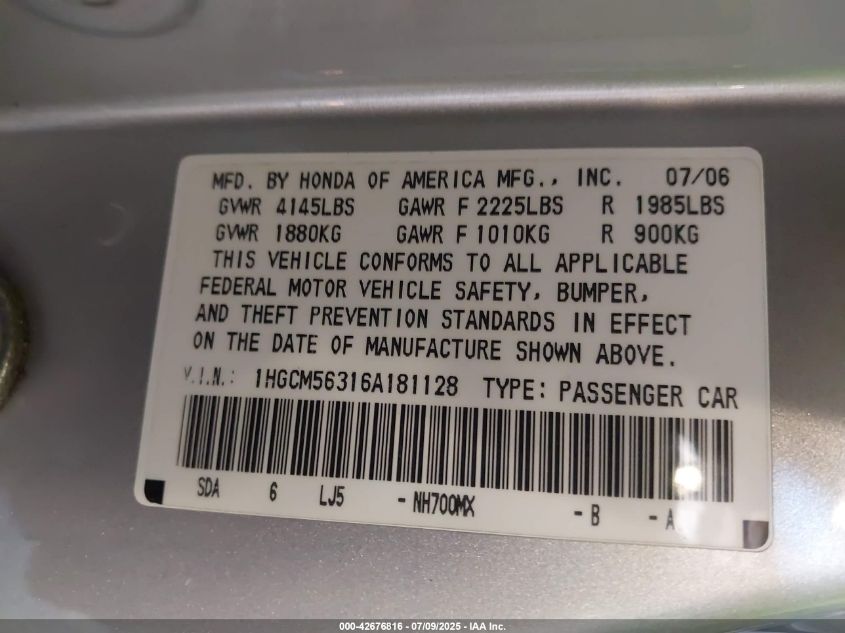 MFD. BY HONDA OF AMERICA MFG., INC. 07/06
GVWR 4145LBS GAWR F 2225LBS R 1985LBS
GVWR 1880KG GAWR F 1010KG R 900KG
THIS VEHICLE CONFORMS TO ALL APPLICABLE
FEDERAL MOTOR VEHICLE SAFETY, BUMPER,
AND THEFT PREVENTION STANDARDS IN EFFECT
ON THE DATE OF MANUFACTURE SHOWN ABOVE.
V.I.N.: 1HGCM56316A181128 TYPE: PASSENGER CAR
SDA 6 LJ5 -NH700MX -B -A
000-42676816 - 07/09/2025 - IAA Inc.